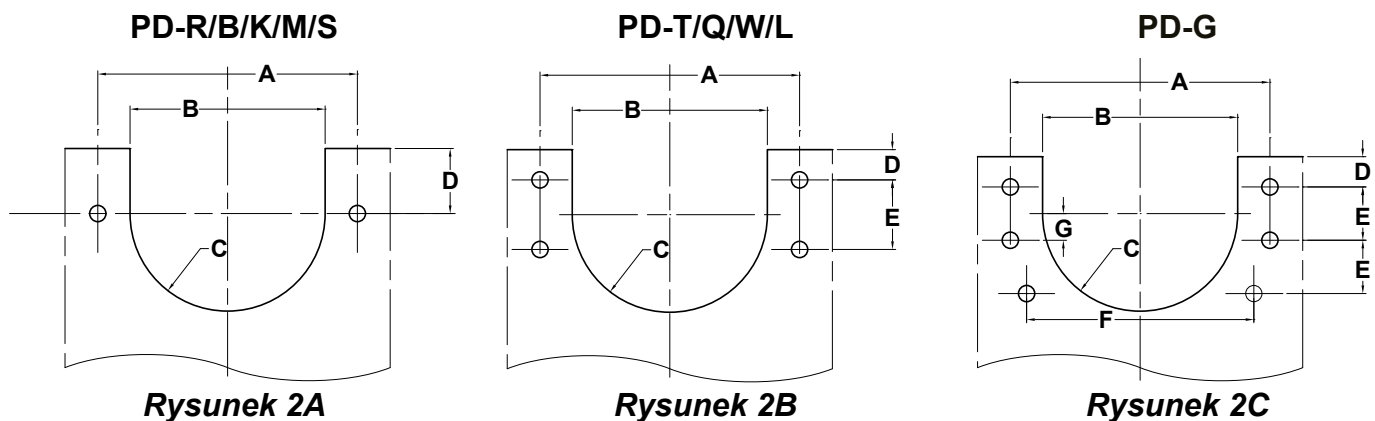 PD-R/B/K/M/S
A
B
D
C
Rysunek 2A
PD-T/Q/W/L
A
B
D
E
C
Rysunek 2B
PD-G
A
B
D
E
G
C
E
F
Rysunek 2C